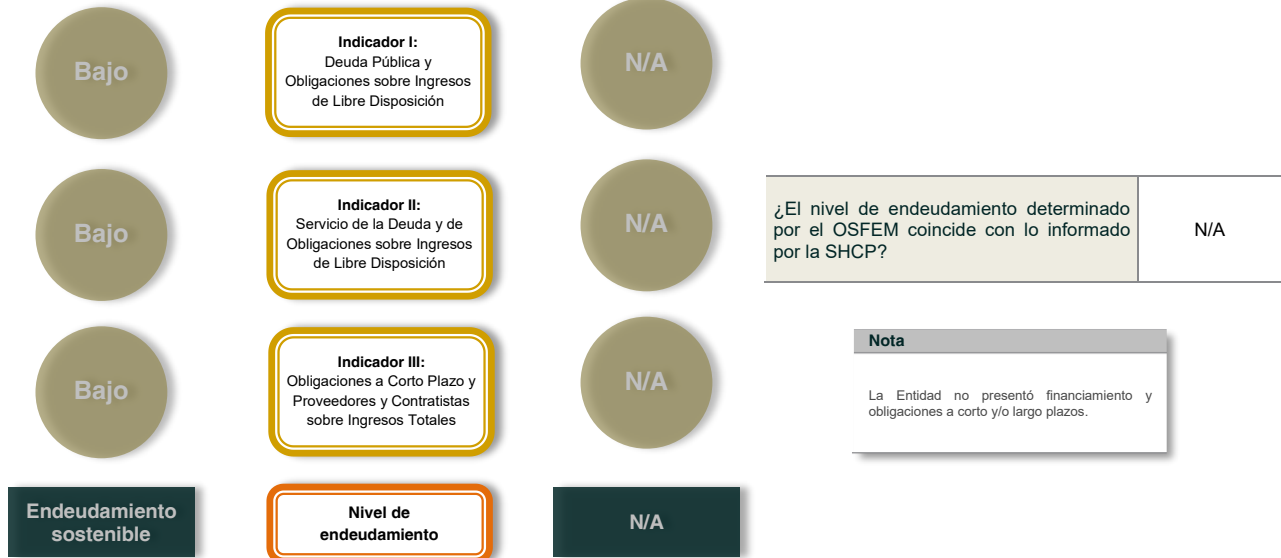 Bajo
Indicador I:
Deuda Pública y
Obligaciones sobre Ingresos
de Libre Disposición
N/A
Bajo
Indicador II:
Servicio de la Deuda y de
Obligaciones sobre Ingresos
de Libre Disposición
N/A
¿El nivel de endeudamiento determinado
por el OSFEM coincide con lo informado
por la SHCP?
N/A
Bajo
Indicador III:
Obligaciones a Corto Plazo y
Proveedores y Contratistas
sobre Ingresos Totales
N/A
Nota
La Entidad no presentó financiamiento y
obligaciones a corto y/o largo plazos.
Endeudamiento
sostenible
Nivel de
endeudamiento
N/A